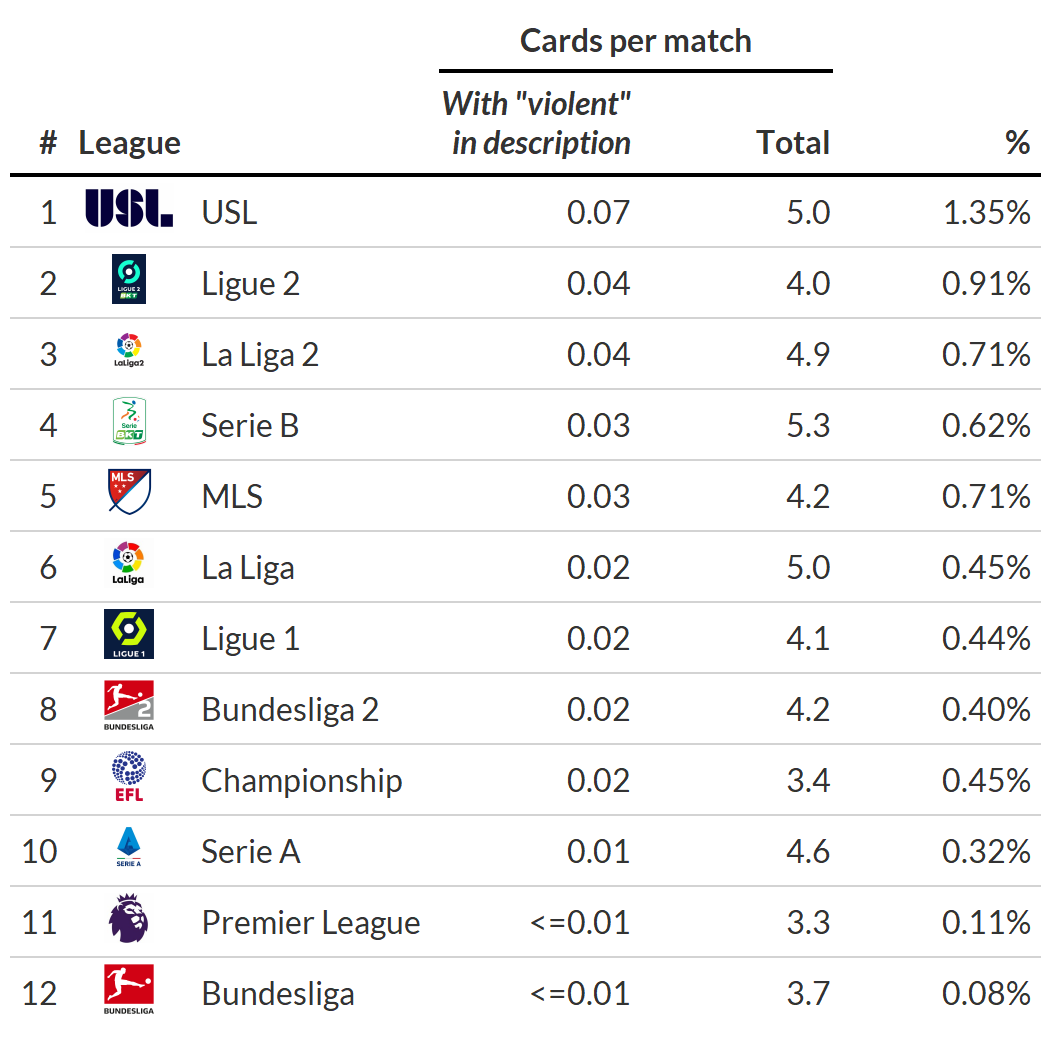 Cards per match
With "violent"
# League in description Total %
1 USL USL 0.07 5.0 1.35%
2 LIGUE 2 BKT Ligue 2 0.04 4.0 0.91%
3 LaLiga2 La Liga 2 0.04 4.9 0.71%
4 Serie BKT Serie B 0.03 5.3 0.62%
5 MLS MLS 0.03 4.2 0.71%
6 LaLiga La Liga 0.02 5.0 0.45%
7 LIGUE 1 Ligue 1 0.02 4.1 0.44%
8 2 BUNDESLIGA Bundesliga 2 0.02 4.2 0.40%
9 EFL Championship 0.02 3.4 0.45%
10 SERIE A Serie A 0.01 4.6 0.32%
11 Premier League <=0.01 3.3 0.11%
12 BUNDESLIGA Bundesliga <=0.01 3.7 0.08%